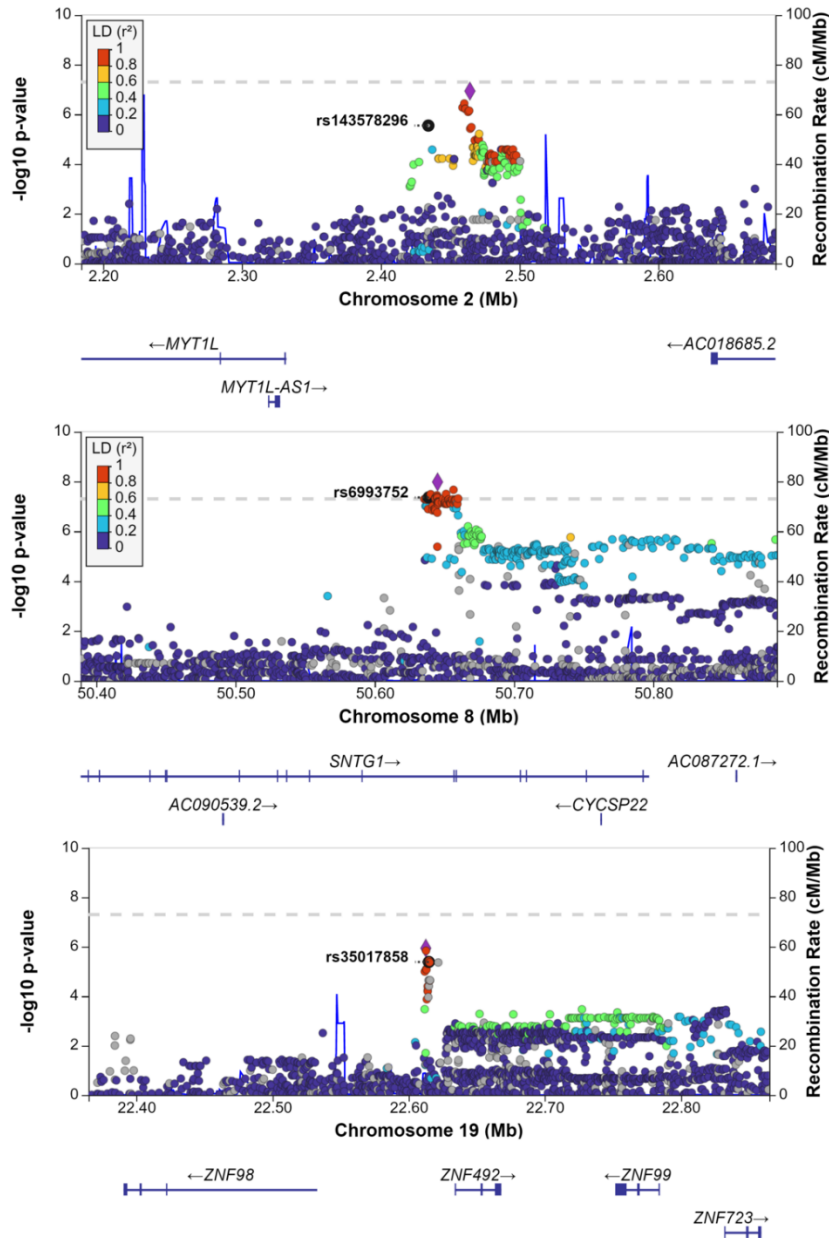 10
8
6
4
2
0
-log10 p-value
LD (r²)
1
0.8
0.6
0.4
0.2
0
rs143578296
100
80
60
40
20
0
Recombination Rate (cM/Mb)
2.20 2.30 2.40 2.50 2.60
Chromosome 2 (Mb)
←MYT1L ←AC018685.2
MYT1L-AS1→
10
8
6
4
2
0
-log10 p-value
LD (r²)
1
0.8
0.6
0.4
0.2
0
rs6993752
100
80
60
40
20
0
Recombination Rate (cM/Mb)
50.40 50.50 50.60 50.70 50.80
Chromosome 8 (Mb)
SNTG1→ AC087272.1→
AC090539.2→ ←CYCSP22
10
8
6
4
2
0
-log10 p-value
rs35017858
100
80
60
40
20
0
Recombination Rate (cM/Mb)
22.40 22.50 22.60 22.70 22.80
Chromosome 19 (Mb)
←ZNF98 ZNF492→ ←ZNF99
ZNF723→